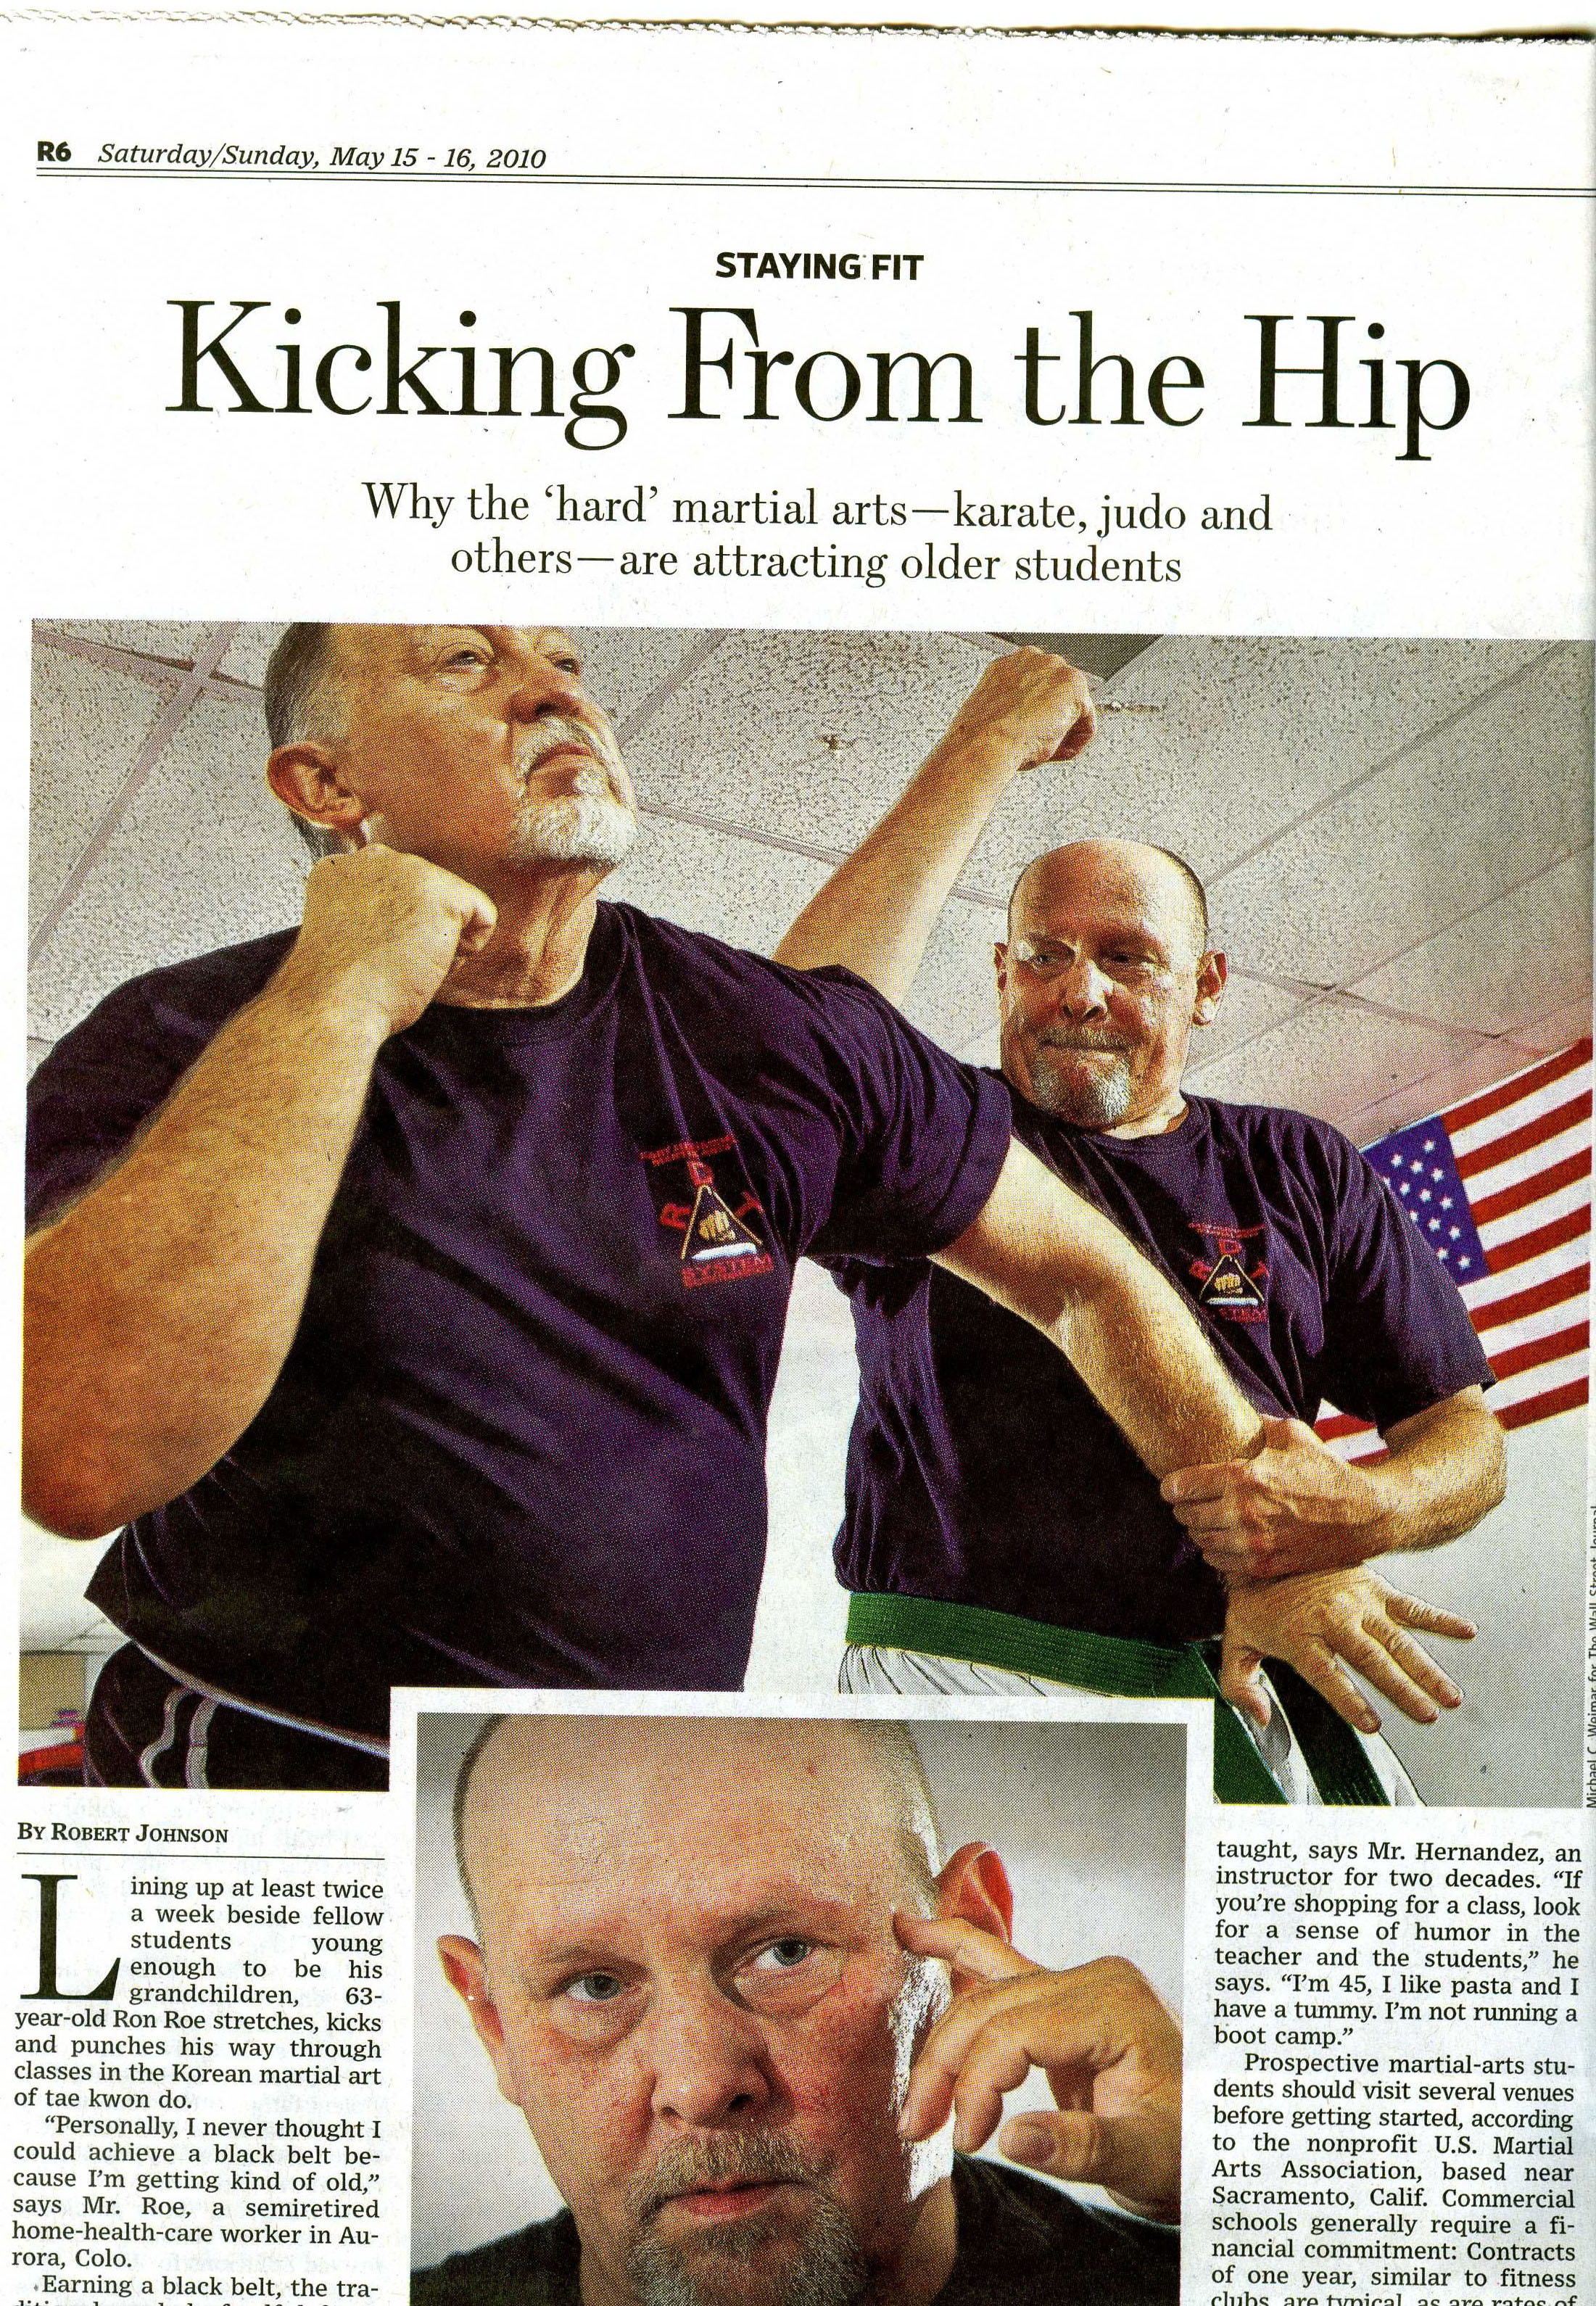 R6 Saturday/Sunday, May 15 - 16, 2010
STAYING FIT
Kicking From the Hip
Why the ‘hard’ martial arts—karate, judo and
others—are attracting older students
R D T
SYSTEM
R D T
Michael C. Weimar for The Wall Street Journal
BY ROBERT JOHNSON
Lining up at least twice
a week beside fellow
students young
enough to be his
grandchildren, 63-
year-old Ron Roe stretches, kicks
and punches his way through
classes in the Korean martial art
of tae kwon do.
“Personally, I never thought I
could achieve a black belt be-
cause I’m getting kind of old,”
says Mr. Roe, a semiretired
home-health-care worker in Au-
rora, Colo.
Earning a black belt, the tra-
taught, says Mr. Hernandez, an
instructor for two decades. “If
you’re shopping for a class, look
for a sense of humor in the
teacher and the students,” he
says. “I’m 45, I like pasta and I
have a tummy. I’m not running a
boot camp.”
Prospective martial-arts stu-
dents should visit several venues
before getting started, according
to the nonprofit U.S. Martial
Arts Association, based near
Sacramento, Calif. Commercial
schools generally require a fi-
nancial commitment: Contracts
of one year, similar to fitness
clubs, are typical, as are rates of